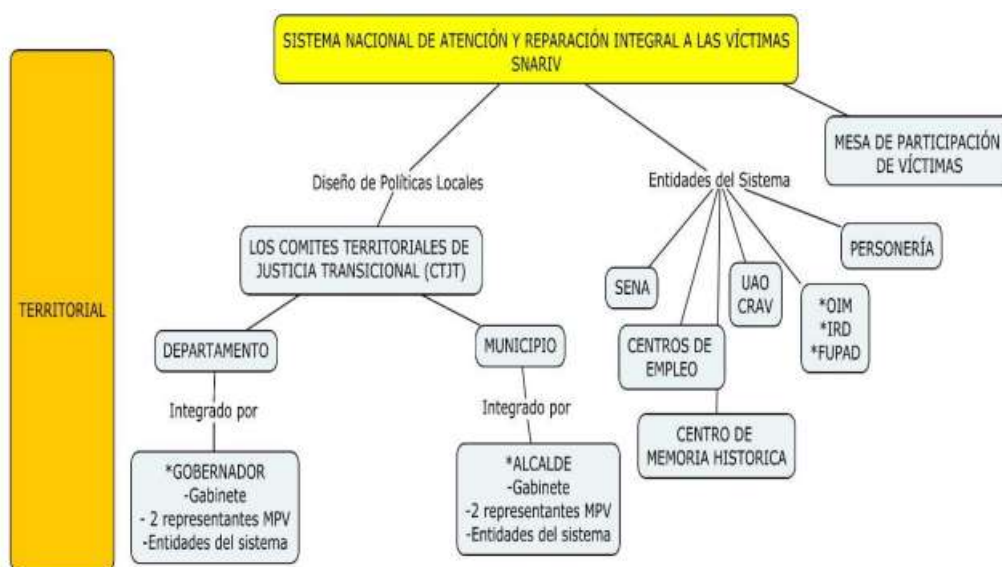 SISTEMA NACIONAL DE ATENCIÓN Y REPARACIÓN INTEGRAL A LAS VÍCTIMAS
SNARIV
TERRITORIAL
MESA DE PARTICIPACIÓN
DE VÍCTIMAS
Diseño de Políticas Locales
Entidades del Sistema
LOS COMITES TERRITORIALES DE
JUSTICIA TRANSICIONAL (CTJT)
DEPARTAMENTO
MUNICIPIO
Integrado por
Integrado por
*GOBERNADOR
-Gabinete
- 2 representantes MPV
-Entidades del sistema
*ALCALDE
-Gabinete
-2 representantes MPV
-Entidades del sistema
SENA
CENTROS DE
EMPLEO
CENTRO DE
MEMORIA HISTORICA
UAO
CRAV
*OIM
*IRD
*FUPAD
PERSONERÍA